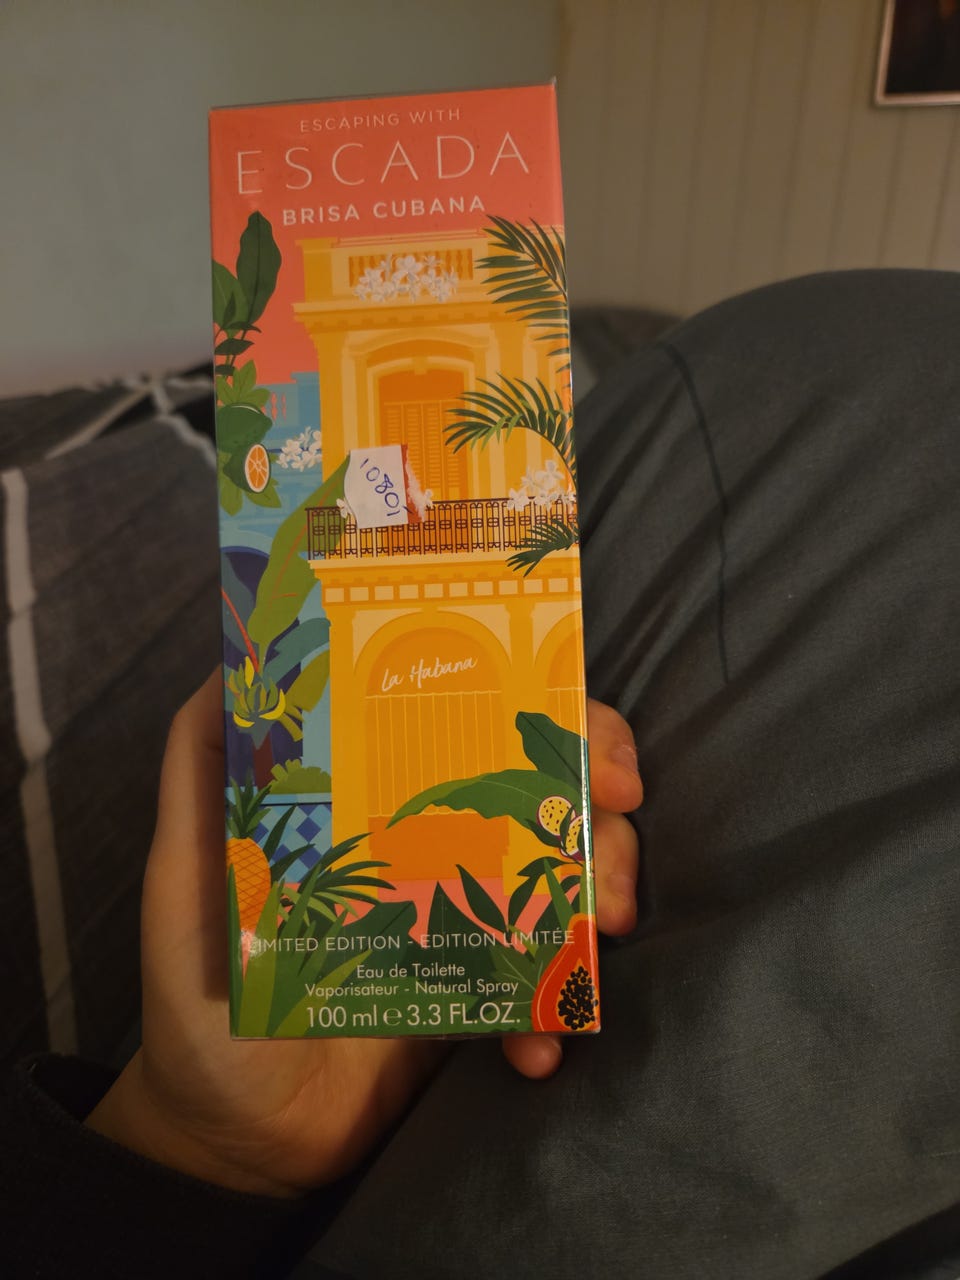 ESCAPING WITH
ESCADA
BRISA CUBANA
10801
La Habana
LIMITED EDITION - EDITION LIMITÉE
Eau de Toilette
Vaporisateur - Natural Spray
100 ml e 3.3 FL.OZ.